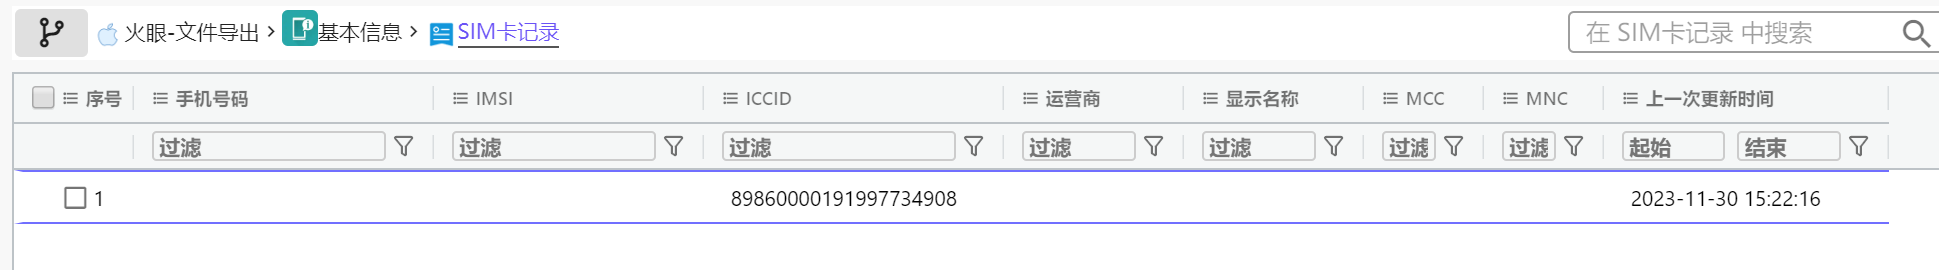 火眼-文件导出 > 基本信息 > SIM卡记录
在 SIM卡记录 中搜索
序号 手机号码 IMSI ICCID 运营商 显示名称 MCC MNC 上一次更新时间
过滤 过滤 过滤 过滤 过滤 过滤 过滤 起始 结束
1 89860000191997734908 2023-11-30 15:22:16